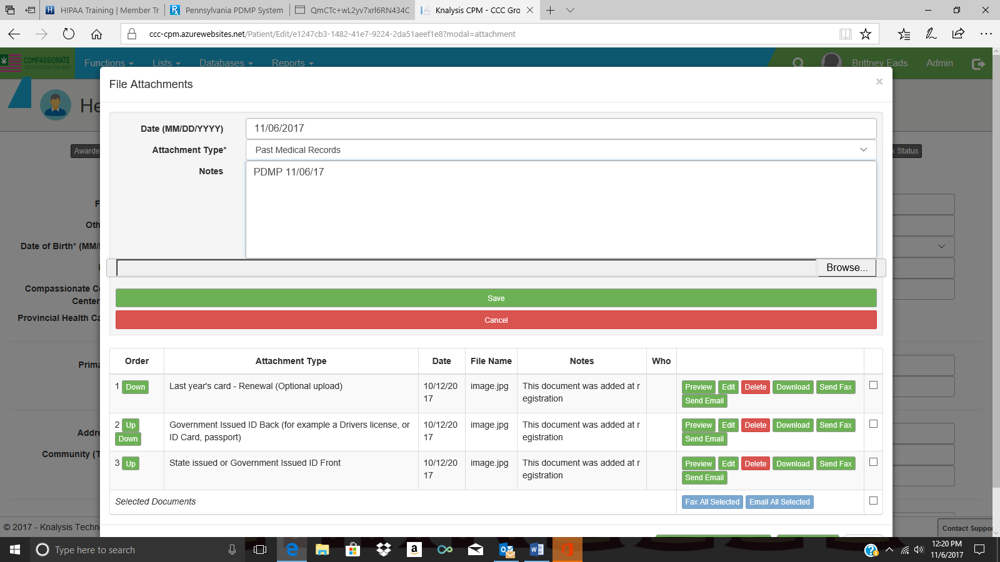 HIPAA Training | Member Tr
Pennsylvania PDMP System
QmCTc+wL2yv7xrl6RN434C
Knalysis CPM - CCC Gro
ccc-cpm.azurewebsites.net/Patient/Edit/e1247cb3-1482-41e7-9224-2da51aeef1e8?modal=attachment
COMPASSIONATE
CERTIFICATION CENTERS
Functions
Lists
Databases
Reports
Brittney Eads
Admin
File Attachments
×
He
Date (MM/DD/YYYY)
11/06/2017
Awarde
Attachment Type*
Past Medical Records
x Status
Notes
PDMP 11/06/17
F
Oth
Date of Birth* (MM/
Browse...
Compassionate C
Center
Save
Provincial Health Ca
Cancel
Order
Attachment Type
Date
File Name
Notes
Who
Prima
1 Down
Last year's card - Renewal (Optional upload)
10/12/20
17
image.jpg
This document was added at r
egistration
Preview Edit Delete Download Send Fax
Send Email
2 Up
Down
Government Issued ID Back (for example a Drivers license, or
ID Card, passport)
10/12/20
17
image.jpg
This document was added at r
egistration
Preview Edit Delete Download Send Fax
Send Email
Addre
Community (T
3 Up
State issued or Government Issued ID Front
10/12/20
17
image.jpg
This document was added at r
egistration
Preview Edit Delete Download Send Fax
Send Email
Selected Documents
Fax All Selected Email All Selected
© 2017 - Knalysis Techn
Contact Suppor
Type here to search
12:20 PM
11/6/2017